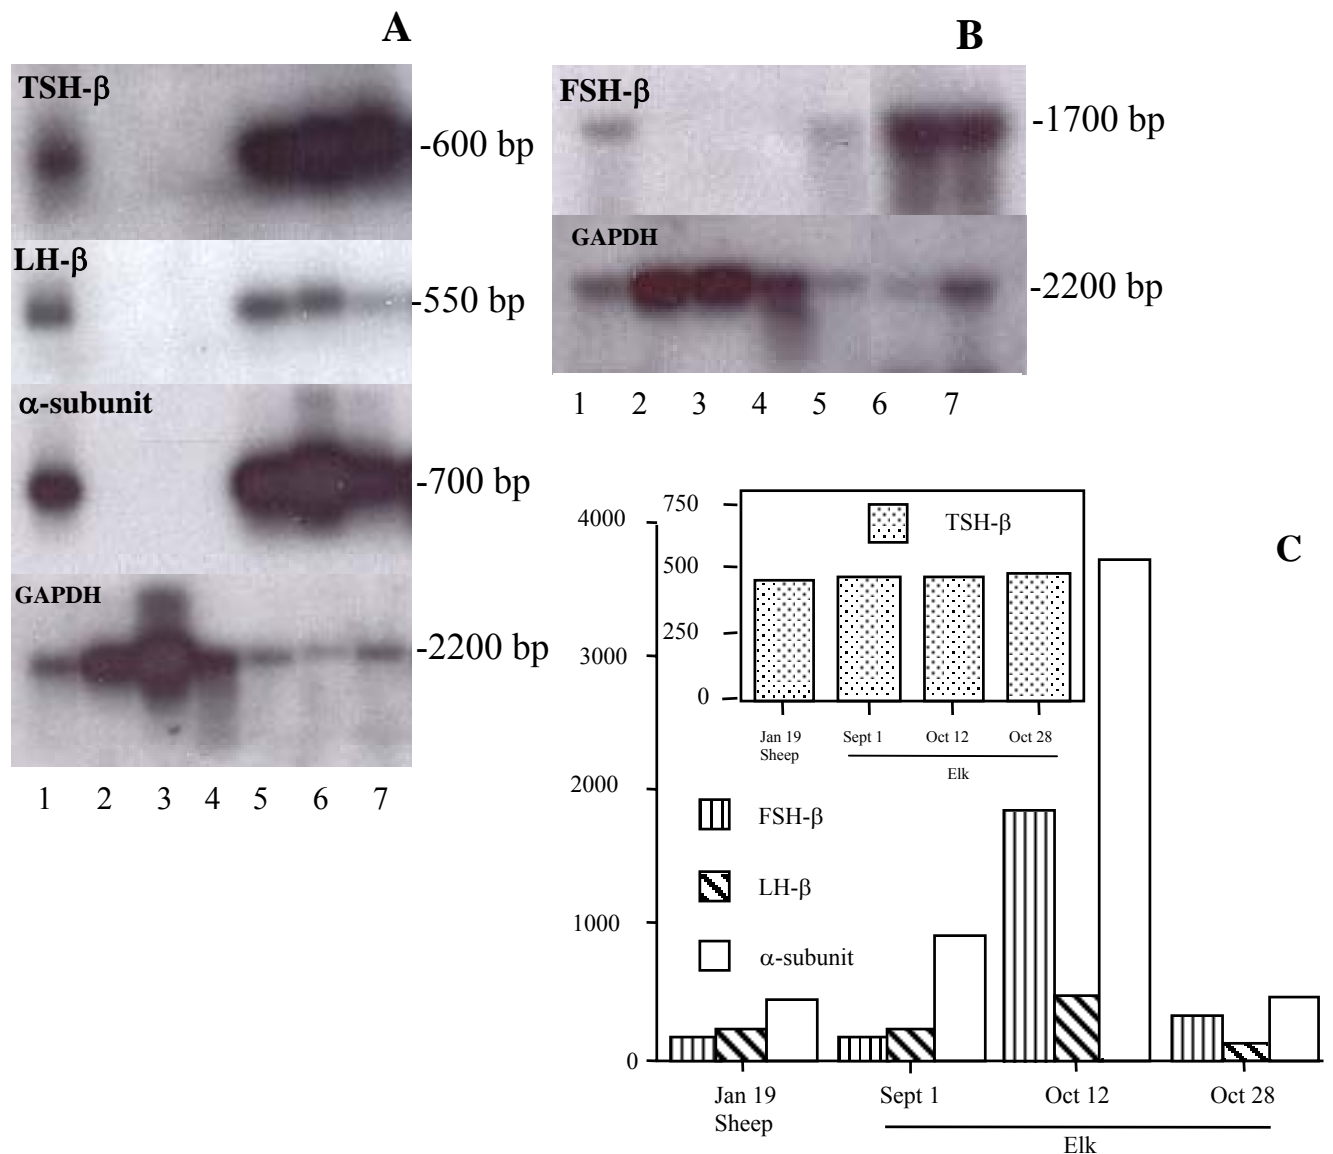 A
TSH-β
-600 bp
LH-β
-550 bp
α-subunit
-700 bp
GAPDH
-2200 bp
1 2 3 4 5 6 7
B
FSH-β
-1700 bp
GAPDH
-2200 bp
1 2 3 4 5 6 7
C
4000
3000
2000
1000
0
750
500
250
0
TSH-β
Jan 19 Sept 1 Oct 12 Oct 28
Sheep
Elk
FSH-β
LH-β
α-subunit
Jan 19 Sept 1 Oct 12 Oct 28
Sheep
Elk